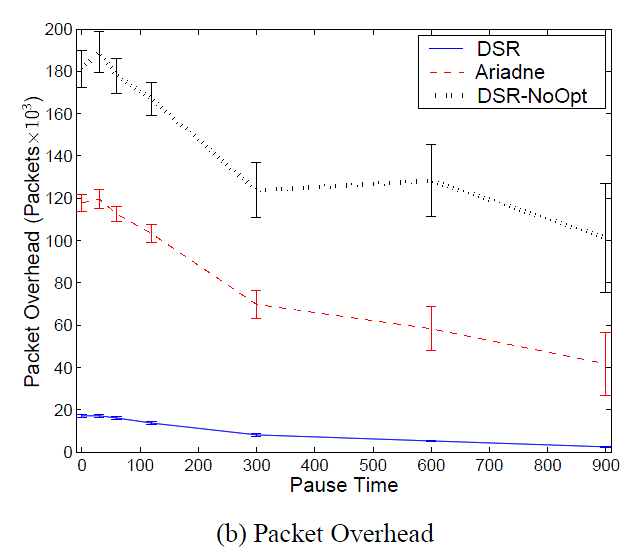 200
180
160
140
120
100
80
60
40
20
0
Packet Overhead (Packets×10³)
DSR
Ariadne
DSR-NoOpt
0 100 200 300 400 500 600 700 800 900
Pause Time
(b) Packet Overhead